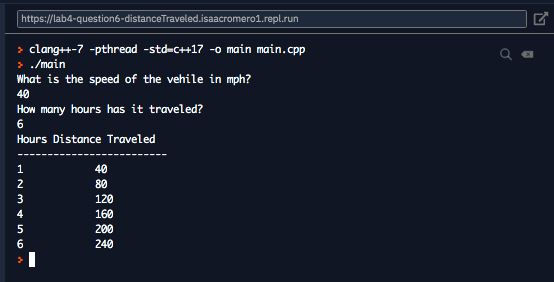 https://lab4-question6-distanceTraveled.isaacromero1.repl.run
> clang++-7 -pthread -std=c++17 -o main main.cpp
> ./main
What is the speed of the vehile in mph?
40
How many hours has it traveled?
6
Hours Distance Traveled
-------------------------
1 40
2 80
3 120
4 160
5 200
6 240
>